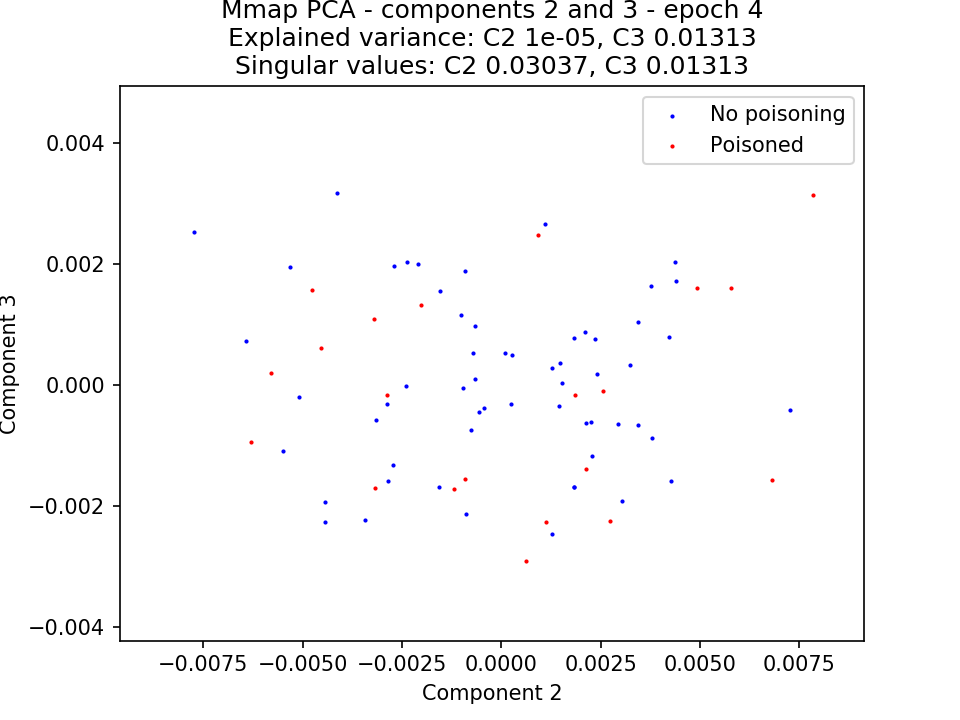 Mmap PCA - components 2 and 3 - epoch 4
Explained variance: C2 1e-05, C3 0.01313
Singular values: C2 0.03037, C3 0.01313
No poisoning
Poisoned
0.004
0.002
0.000
−0.002
−0.004
Component 3
−0.0075 −0.0050 −0.0025 0.0000 0.0025 0.0050 0.0075
Component 2